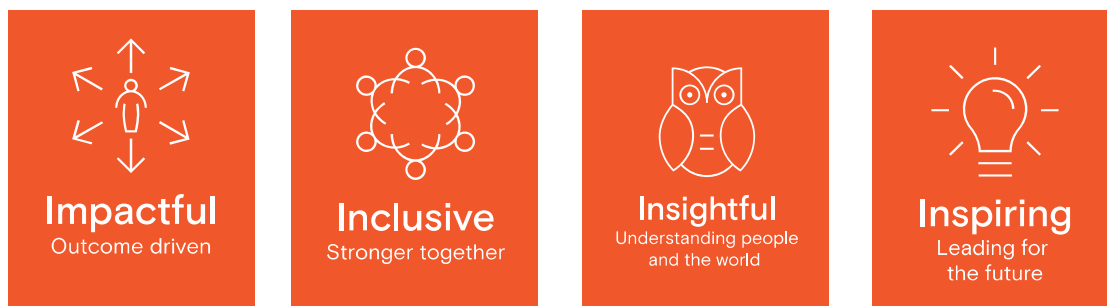 Impactful
Outcome driven
Inclusive
Stronger together
Insightful
Understanding people
and the world
Inspiring
Leading for
the future